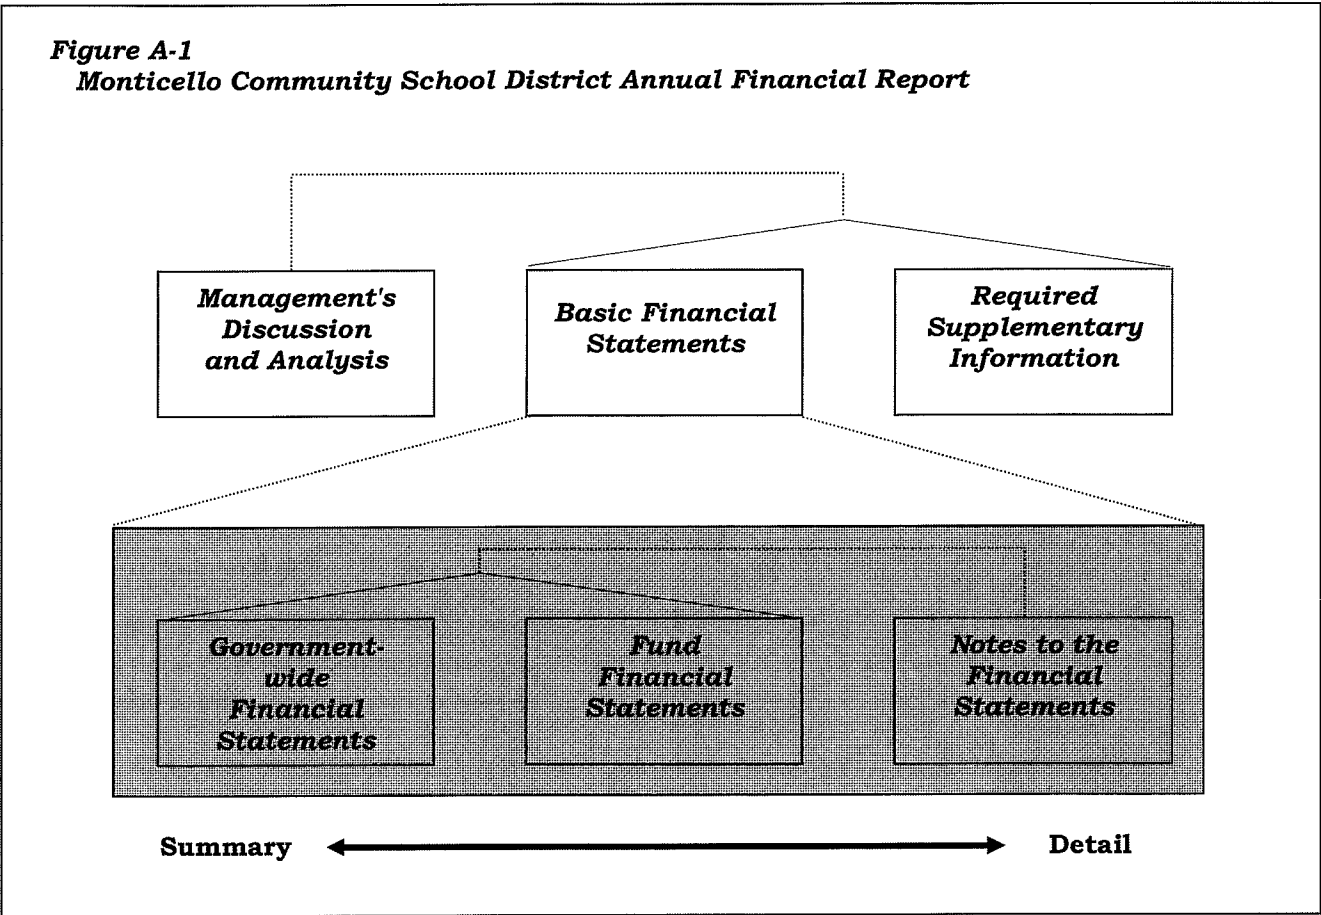 Figure A-1
Monticello Community School District Annual Financial Report
Management's
Discussion
and Analysis
Basic Financial
Statements
Required
Supplementary
Information
Government-
wide
Financial
Statements
Fund
Financial
Statements
Notes to the
Financial
Statements
Summary
Detail